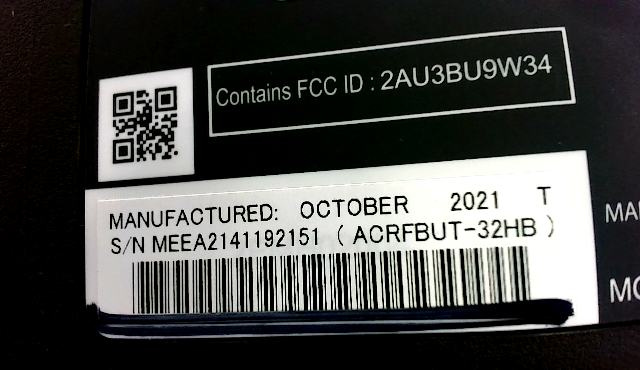 Contains FCC ID : 2AU3BU9W34
MANUFACTURED: OCTOBER 2021 T
S/N MEEA2141192151 ( ACRFBUT-32HB )